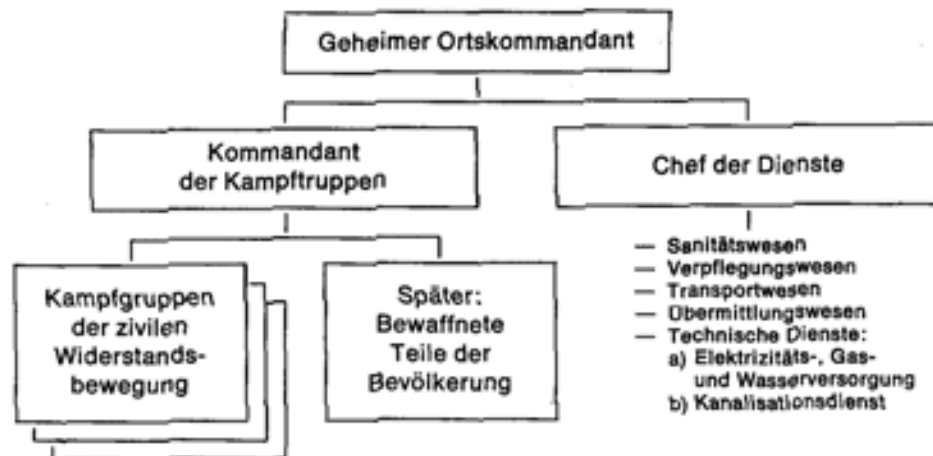 Geheimer Ortskommandant
Kommandant
der Kampftruppen
Chef der Dienste
Kampfgruppen
der zivilen
Widerstands-
bewegung
Später:
Bewaffnete
Teile der
Bevölkerung
— Sanitätswesen
— Verpflegungswesen
— Transportwesen
— Übermittlungswesen
— Technische Dienste:
a) Elektrizitäts-, Gas-
und Wasserversorgung
b) Kanalisationsdienst